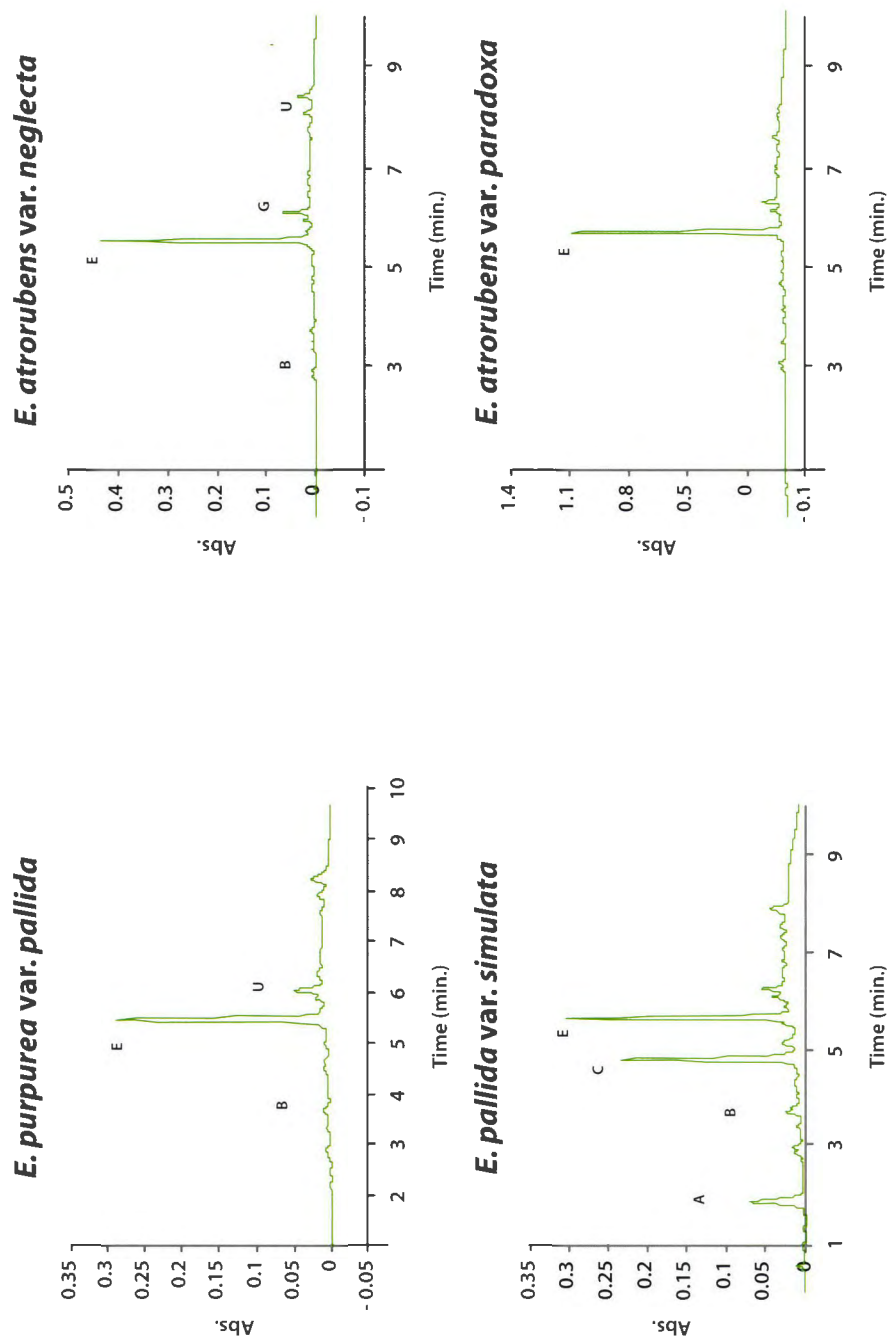 E. purpurea var. pallida
0.35
0.3
0.25
0.2
0.15
0.1
0.05
0
- 0.05
Abs.
E
B
U
2 3 4 5 6 7 8 9 10
Time (min.)
E. atrorubens var. neglecta
0.5
0.4
0.3
0.2
0.1
0
- 0.1
Abs.
E
B
G
U
3 5 7 9
Time (min.)
E. pallida var. simulata
0.35
0.3
0.25
0.2
0.15
0.1
0.05
0
Abs.
A
B
C
E
1 3 5 7 9
Time (min.)
E. atrorubens var. paradoxa
1.4
1.1
0.8
0.5
0
- 0.1
Abs.
E
3 5 7 9
Time (min.)